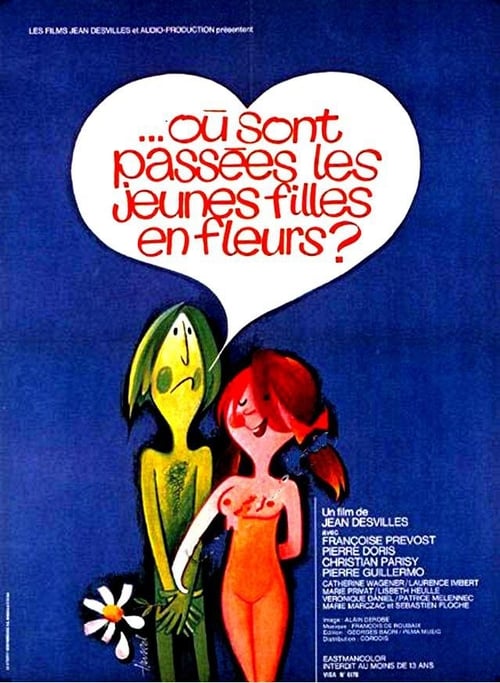 LES FILMS JEAN DESVILLES et AUDIO-PRODUCTION présentent
...où sont
passées les
jeunes filles
en fleurs?
Un film de
JEAN DESVILLES
avec
FRANÇOISE PREVOST
PIERRE DORIS
CHRISTIAN PARISY
PIERRE GUILLERMO
CATHERINE WAGENER / LAURENCE IMBERT
MARIE PRIVAT / LISBETH HEULLE
VERONIQUE DANIEL / PATRICE MELENNEC
MARIE MARCZAC et SEBASTIEN FLOCHE
Image: ALAIN DEROBE
Musique: FRANÇOIS DE ROUBAIX
Edition: GEORGES BACRI / PEMA MUSIC
Distribution: COROCIS
EASTMANCOLOR
INTERDIT AU MOINS DE 13 ANS
VISA N° 6178